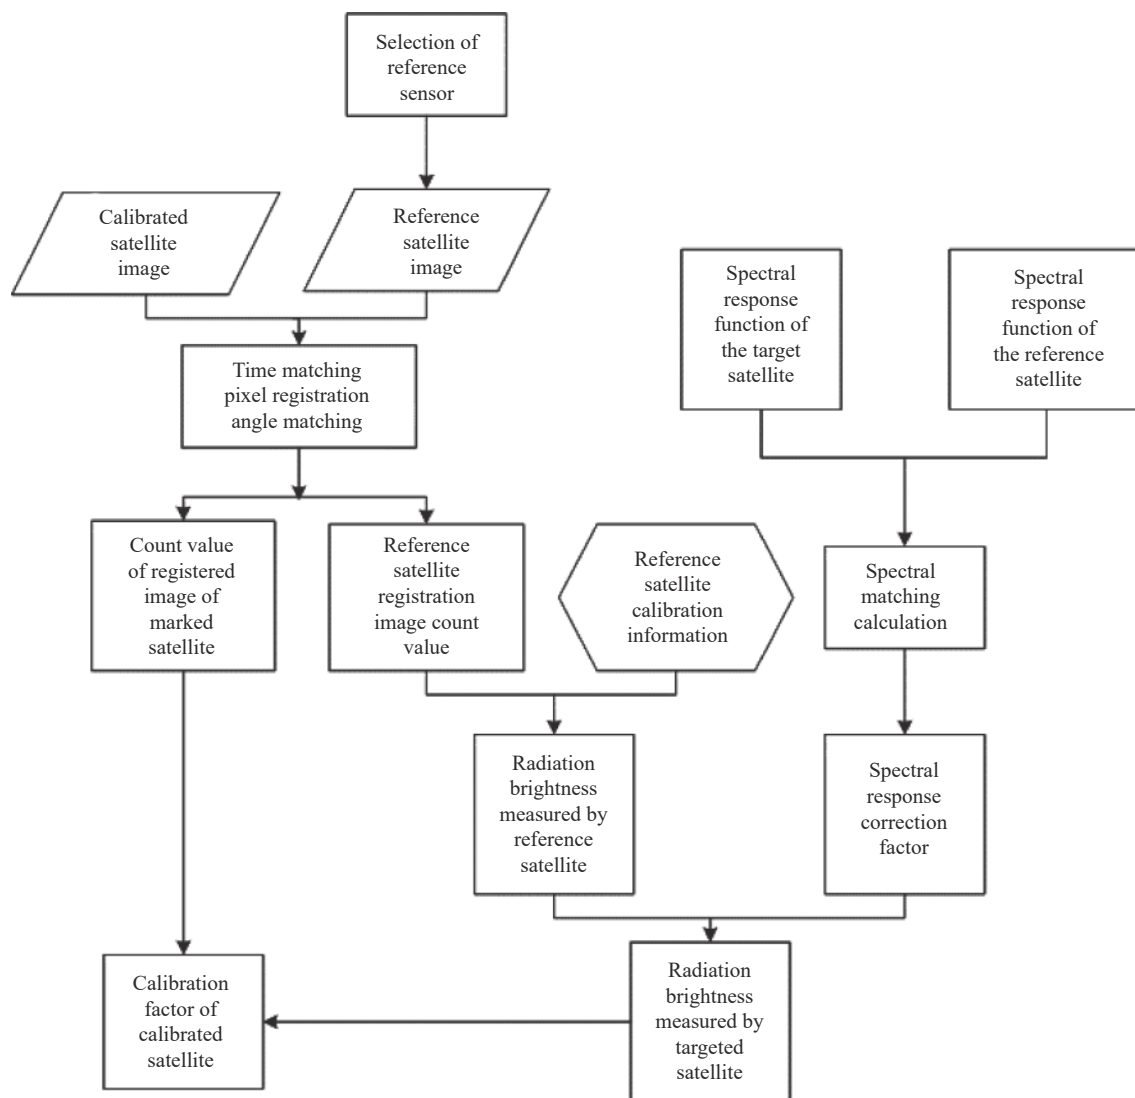 Selection of
reference
sensor
Calibrated
satellite
image
Reference
satellite
image
Spectral
response
function of
the target
satellite
Spectral
response
function of
the reference
satellite
Time matching
pixel registration
angle matching
Count value
of registered
image of
marked
satellite
Reference
satellite
registration
image count
value
Reference
satellite
calibration
information
Spectral
matching
calculation
Radiation
brightness
measured by
reference
satellite
Spectral
response
correction
factor
Calibration
factor of
calibrated
satellite
Radiation
brightness
measured by
targeted
satellite